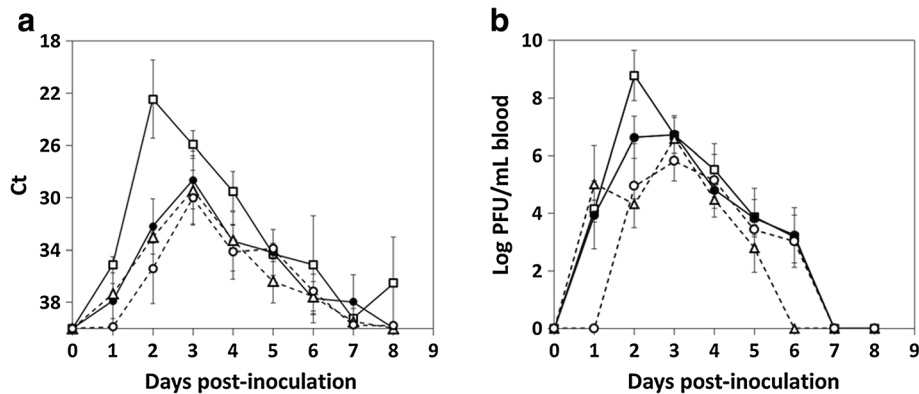 a
Ct
18
22
26
30
34
38
0 1 2 3 4 5 6 7 8 9
Days post-inoculation
b
Log PFU/mL blood
10
8
6
4
2
0
0 1 2 3 4 5 6 7 8 9
Days post-inoculation